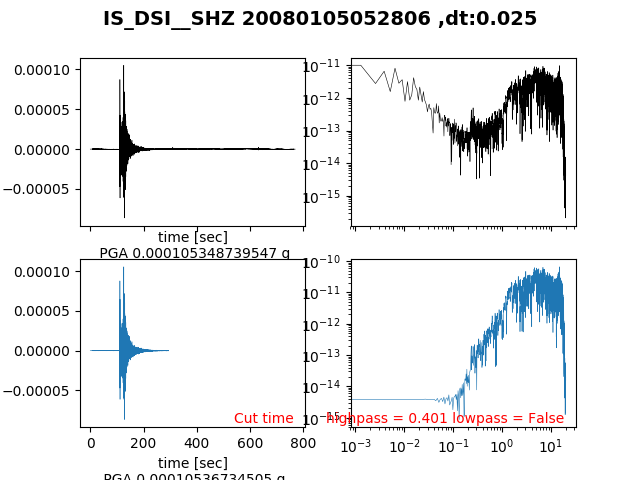 IS_DSI__SHZ 20080105052806 ,dt:0.025
0.00010
0.00005
0.00000
−0.00005
time [sec]
PGA 0.000105348739547 g
10−11
10−12
10−13
10−14
10−15
0.00010
0.00005
0.00000
−0.00005
Cut time
0 200 400 600 800
time [sec]
PGA 0.00010536734505 g
10−10
10−11
10−12
10−13
10−14
10−15
highpass = 0.401 lowpass = False
10−3 10−2 10−1 100 101